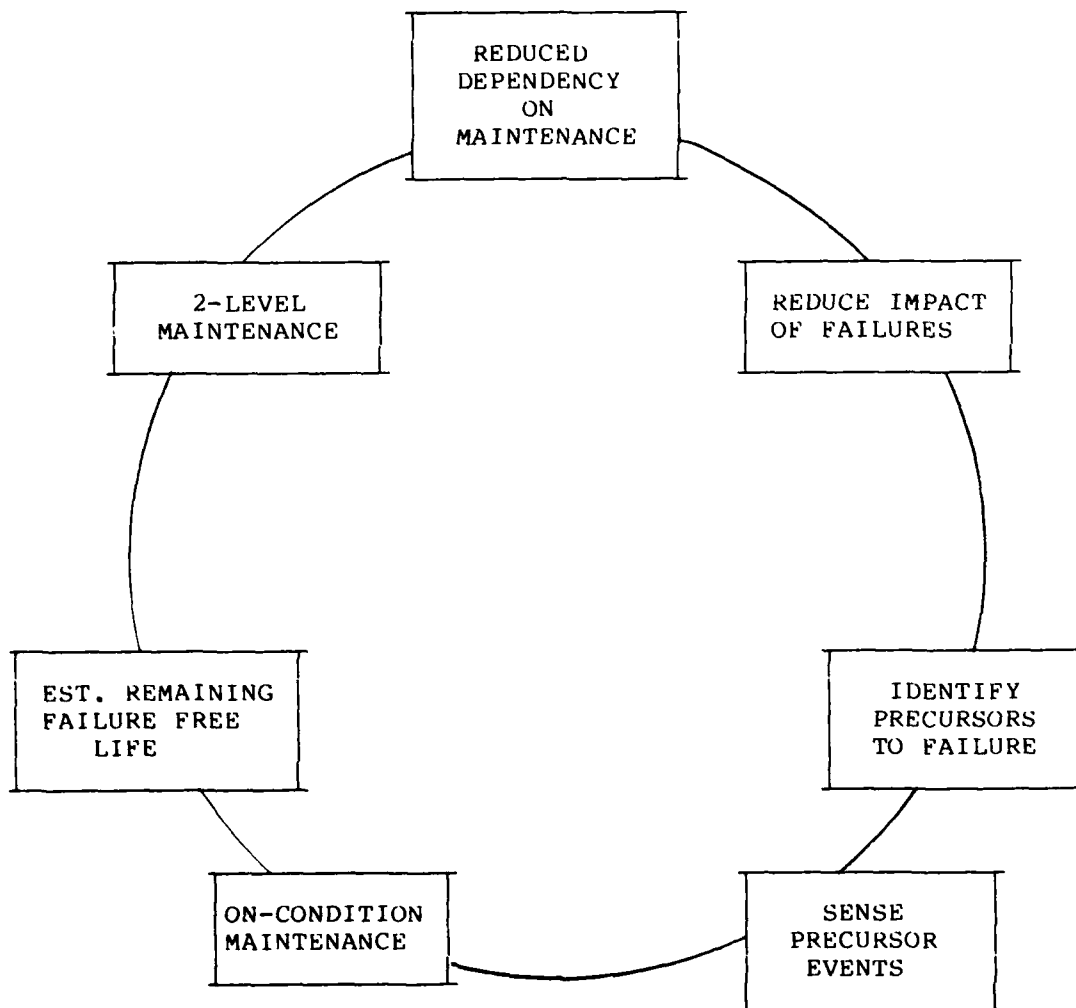 REDUCED
DEPENDENCY
ON
MAINTENANCE
2-LEVEL
MAINTENANCE
REDUCE IMPACT
OF FAILURES
EST. REMAINING
FAILURE FREE
LIFE
IDENTIFY
PRECURSORS
TO FAILURE
ON-CONDITION
MAINTENANCE
SENSE
PRECURSOR
EVENTS